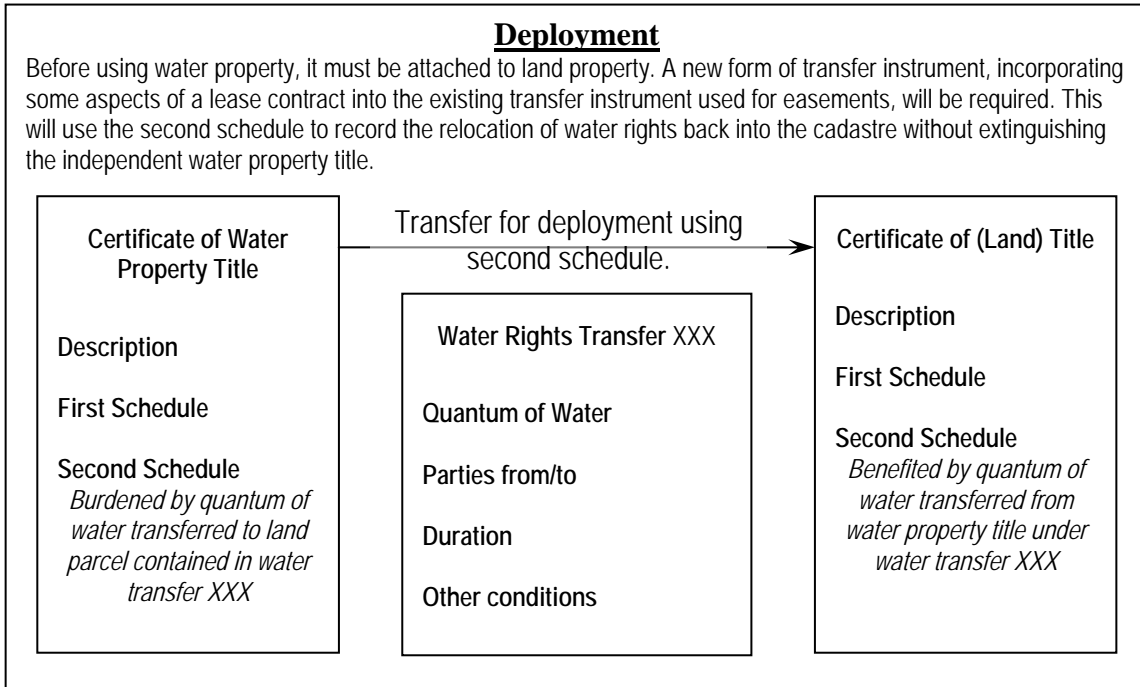 Deployment
Before using water property, it must be attached to land property. A new form of transfer instrument, incorporating
some aspects of a lease contract into the existing transfer instrument used for easements, will be required. This
will use the second schedule to record the relocation of water rights back into the cadastre without extinguishing
the independent water property title.
Certificate of Water
Property Title
Description
First Schedule
Second Schedule
Burdened by quantum of
water transferred to land
parcel contained in water
transfer XXX
Transfer for deployment using
second schedule.
Water Rights Transfer XXX
Quantum of Water
Parties from/to
Duration
Other conditions
Certificate of (Land) Title
Description
First Schedule
Second Schedule
Benefited by quantum of
water transferred from
water property title under
water transfer XXX